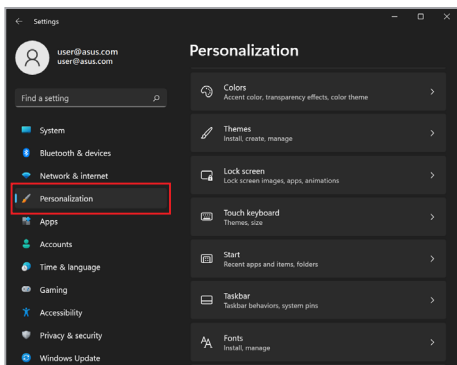 Settings
user@asus.com
user@asus.com
Find a setting
System
Bluetooth & devices
Network & internet
Personalization
Apps
Accounts
Time & language
Gaming
Accessibility
Privacy & security
Windows Update
Personalization
Colors
Accent color, transparency effects, color theme
Themes
Install, create, manage
Lock screen
Lock screen images, apps, animations
Touch keyboard
Themes, size
Start
Recent apps and items, folders
Taskbar
Taskbar behaviors, system pins
Fonts
Install, manage